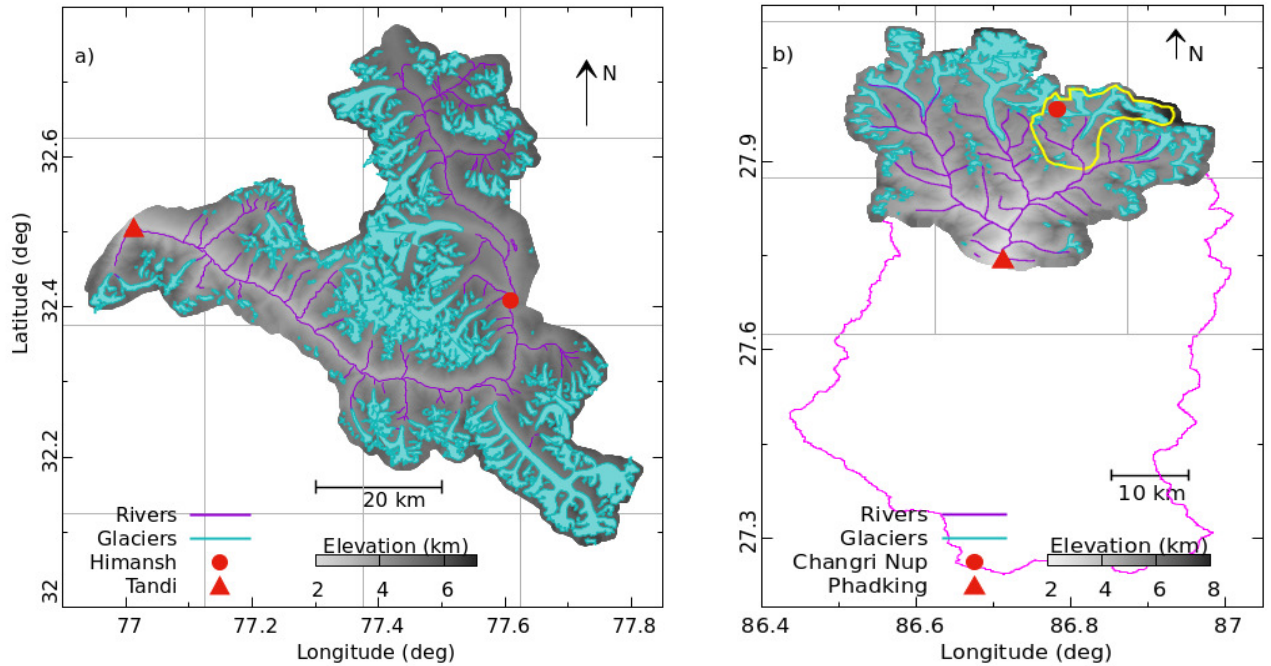 a)
N
32.6
32.4
32.2
32
Latitude (deg)
20 km
Rivers
Glaciers
Himansh
Tandi
Elevation (km)
2 4 6
77 77.2 77.4 77.6 77.8
Longitude (deg)
b)
N
27.9
27.6
27.3
10 km
Rivers
Glaciers
Changri Nup
Phadking
Elevation (km)
2 4 6 8
86.4 86.6 86.8 87
Longitude (deg)